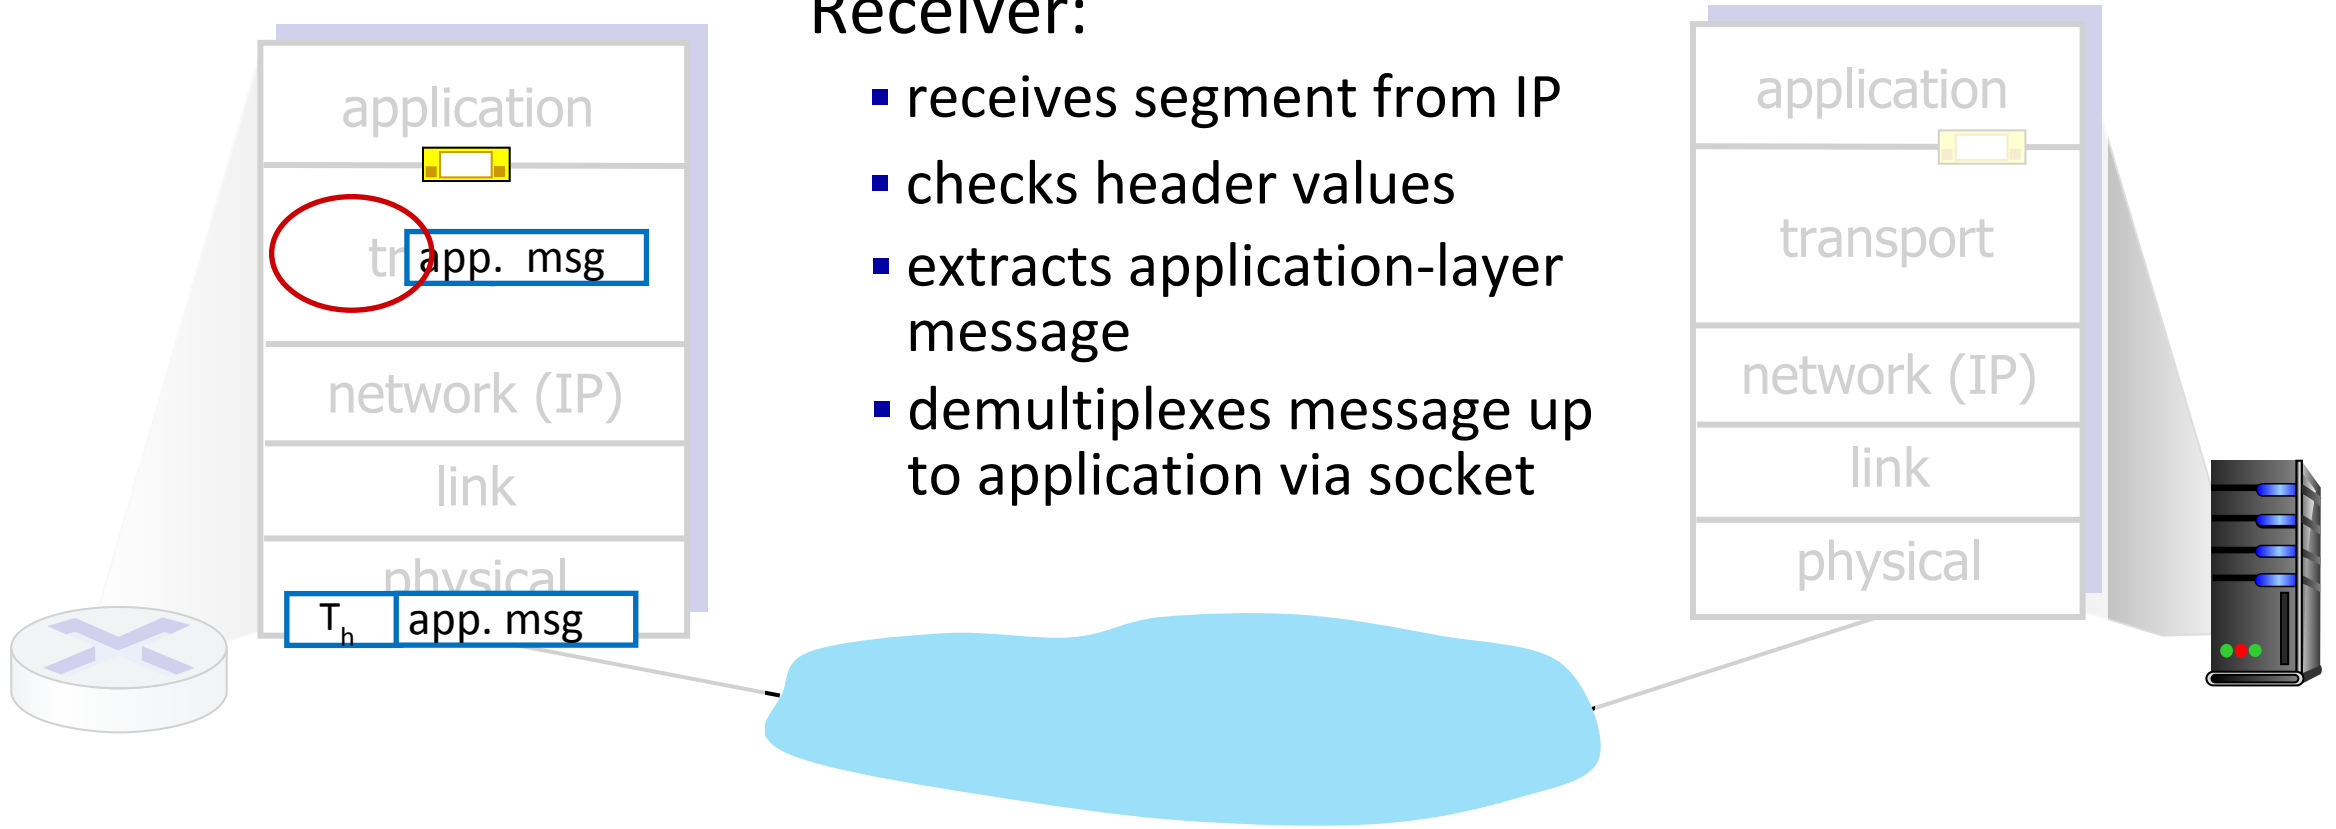 application
tr
app. msg
network (IP)
link
physical
T
h
app. msg
Receiver:
receives segment from IP
checks header values
extracts application-layer
message
demultiplexes message up
to application via socket
application
transport
network (IP)
link
physical